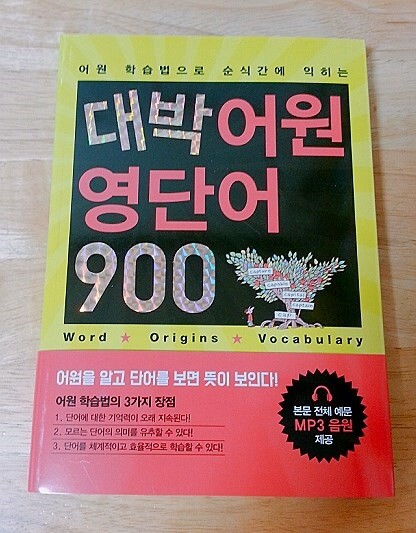 어원 학습법으로 순식간에 익히는
대박어원
영단어
900
Capture
Capable
Capital
Captain
Cap!
Word ★ Origins ★ Vocabulary
어원을 알고 단어를 보면 뜻이 보인다!
어원 학습법의 3가지 장점
1. 단어에 대한 기억력이 오래 지속된다!
2. 모르는 단어의 의미를 유추할 수 있다!
3. 단어를 체계적이고 효율적으로 학습할 수 있다!
본문 전체 예문
MP3 음원
제공